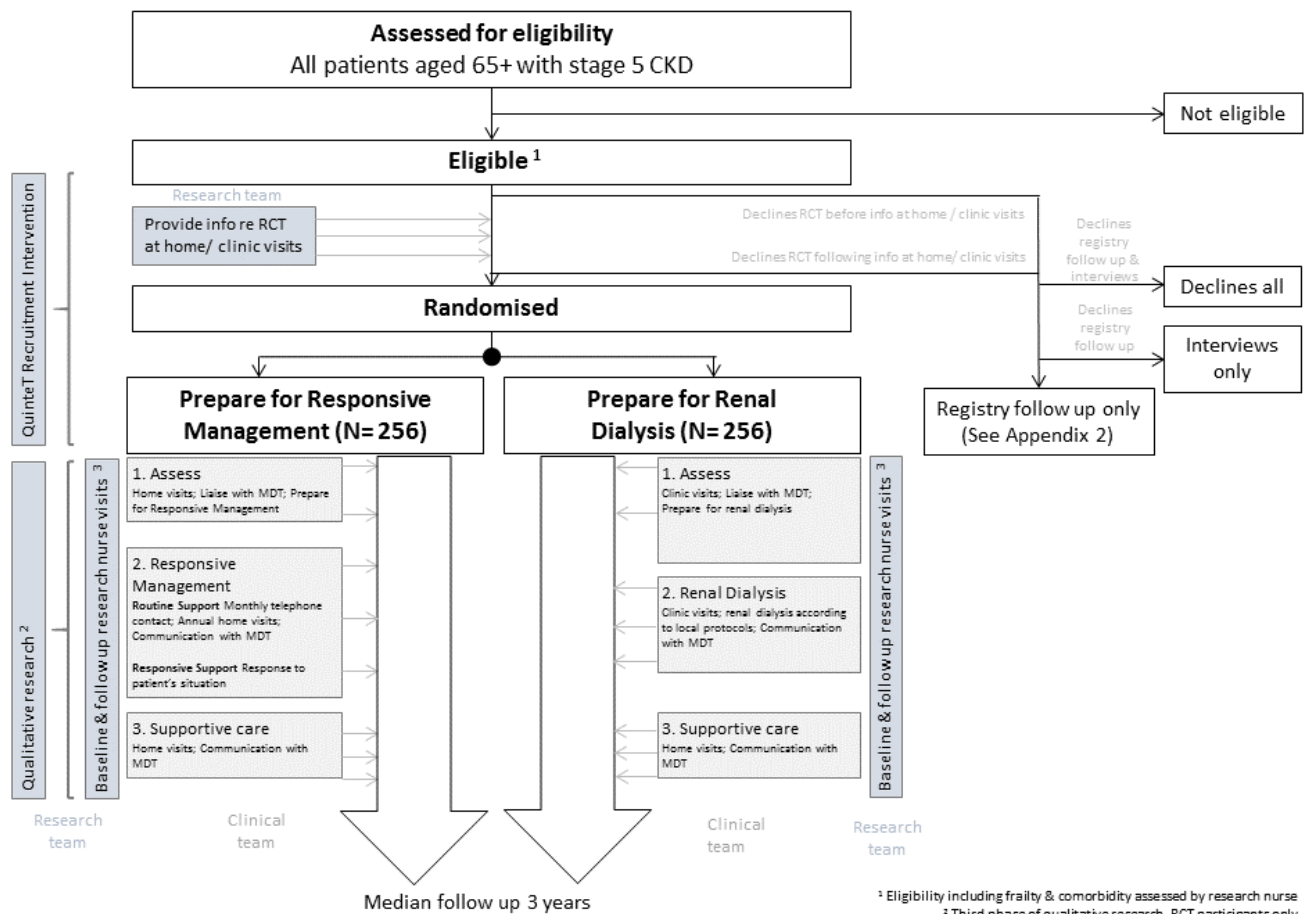 Assessed for eligibility
All patients aged 65+ with stage 5 CKD
Not eligible
Eligible 1
QuinteT Recruitment Intervention
Research team
Provide info re RCT
at home/ clinic visits
Declines RCT before info at home / clinic visits
Declines RCT following info at home/ clinic visits
Declines
registry
follow up &
interviews
Declines all
Declines
registry
follow up
Interviews
only
Randomised
Prepare for Responsive
Management (N= 256)
Prepare for Renal
Dialysis (N= 256)
Registry follow up only
(See Appendix 2)
Qualitative research 2
Baseline & follow up research nurse visits 3
1. Assess
Home visits; Liaise with MDT; Prepare
for Responsive Management
2. Responsive
Management
Routine Support Monthly telephone
contact; Annual home visits;
Communication with MDT
Responsive Support Response to
patient's situation
3. Supportive care
Home visits; Communication with
MDT
1. Assess
Clinic visits; Liaise with MDT;
Prepare for renal dialysis
2. Renal Dialysis
Clinic visits; renal dialysis according
to local protocols; Communication
with MDT
3. Supportive care
Home visits; Communication with
MDT
Baseline & follow up research nurse visits 3
Research
team
Clinical
team
Clinical
team
Research
team
Median follow up 3 years
1 Eligibility including frailty & comorbidity assessed by research nurse
2 Third phase of qualitative research, RCT participants only